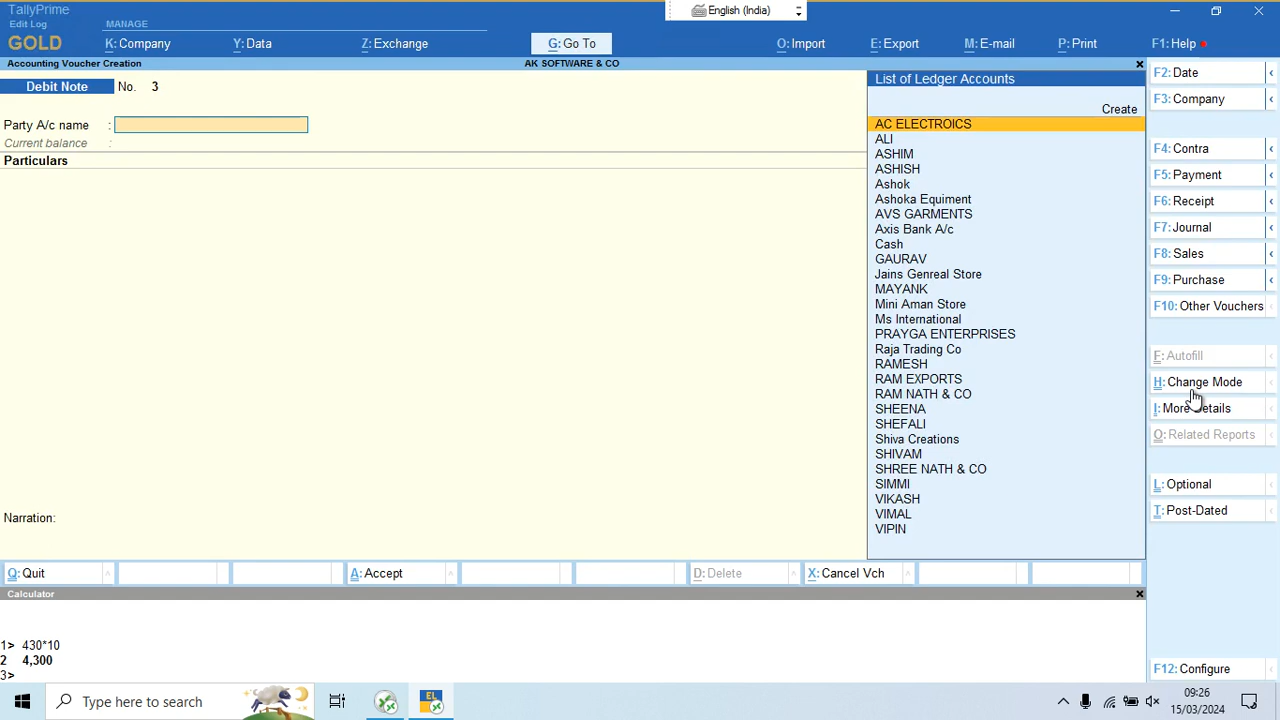 TallyPrime
Edit Log
GOLD
MANAGE
K: Company
Y: Data
Z: Exchange
G: Go To
O: Import
E: Export
M: E-mail
P: Print
F1: Help
English (India)
Accounting Voucher Creation
AK SOFTWARE & CO
Debit Note No. 3
Party A/c name :
Current balance :
Particulars
Narration:
List of Ledger Accounts
Create
AC ELECTROICS
ALI
ASHIM
ASHISH
Ashok
Ashoka Equiment
AVS GARMENTS
Axis Bank A/c
Cash
GAURAV
Jains Genreal Store
MAYANK
Mini Aman Store
Ms International
PRAYGA ENTERPRISES
Raja Trading Co
RAMESH
RAM EXPORTS
RAM NATH & CO
SHEENA
SHEFALI
Shiva Creations
SHIVAM
SHREE NATH & CO
SIMMI
VIKASH
VIMAL
VIPIN
F2: Date
F3: Company
F4: Contra
F5: Payment
F6: Receipt
F7: Journal
F8: Sales
F9: Purchase
F10: Other Vouchers
F: Autofill
H: Change Mode
I: More Details
O: Related Reports
L: Optional
T: Post-Dated
F12: Configure
Q: Quit
A: Accept
D: Delete
X: Cancel Vch
Calculator
1> 430*10
2 4,300
3>
Type here to search
EL
09:26
15/03/2024